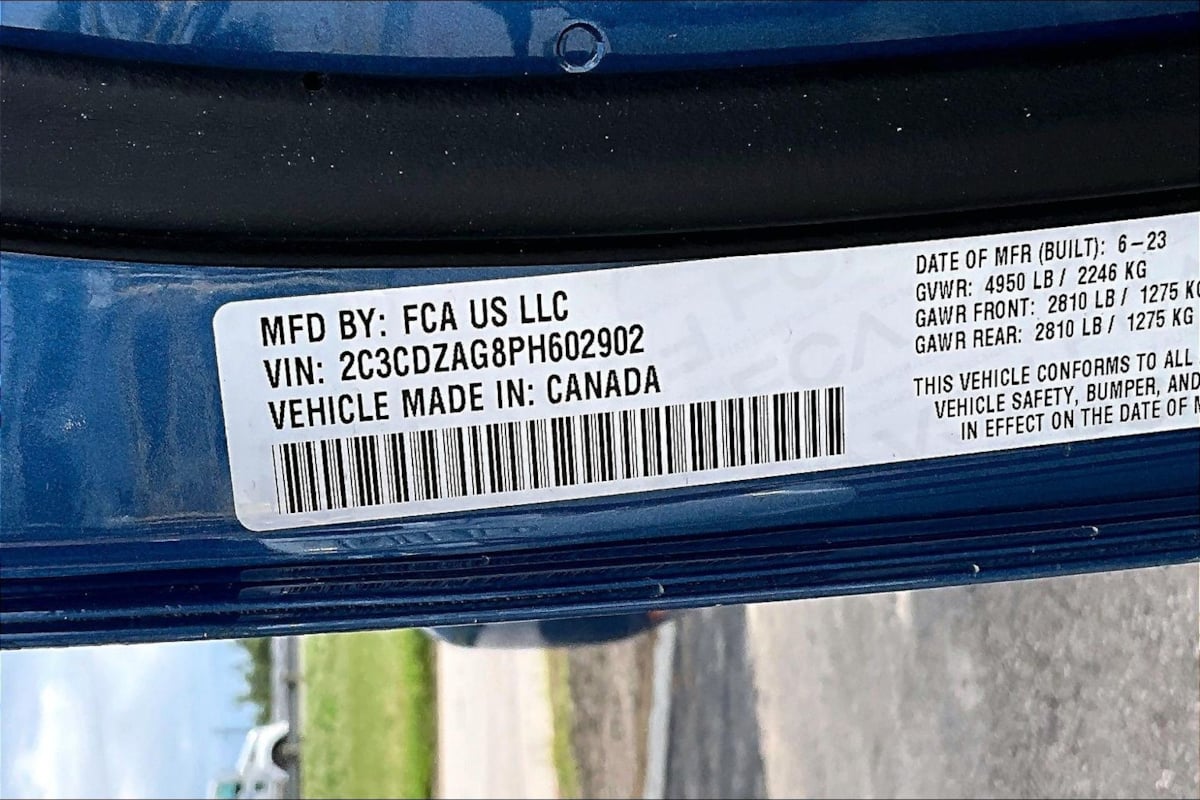 MFD BY: FCA US LLC
VIN: 2C3CDZAG8PH602902
VEHICLE MADE IN: CANADA
DATE OF MFR (BUILT): 6-23
GVWR: 4950 LB / 2246 KG
GAWR FRONT: 2810 LB / 1275 KG
GAWR REAR: 2810 LB / 1275 KG
THIS VEHICLE CONFORMS TO ALL
VEHICLE SAFETY, BUMPER, AND
IN EFFECT ON THE DATE OF M